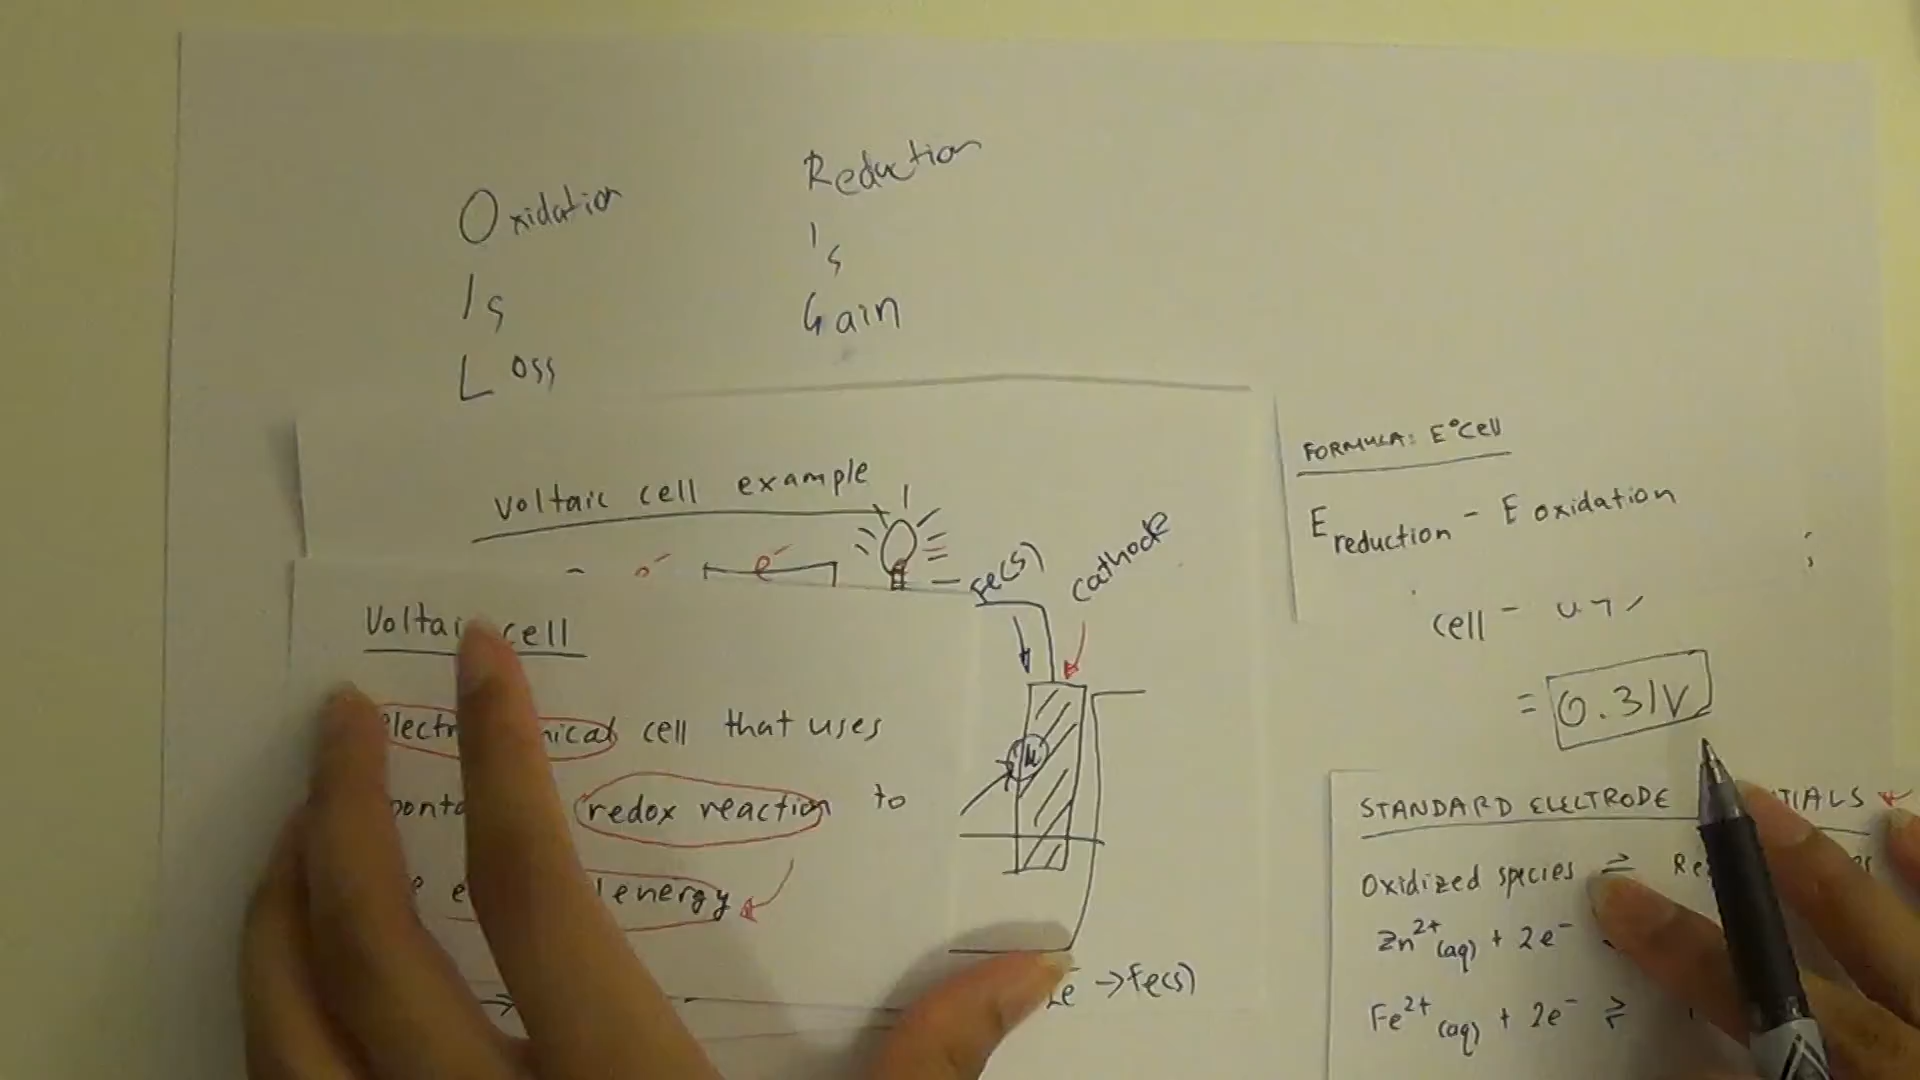 Oxidation
Is
Loss
Reduction
Is
Gain
Voltaic cell example
e⁻
Fe(s)
Cathode
Voltaic cell
cell that uses
redox reaction to
energy
→ Fe(s)
FORMULA: E°cell
E reduction - E oxidation
cell
= 0.31V
STANDARD ELECTRODE
Oxidized species ⇌
Zn²⁺(aq) + 2e⁻
Fe²⁺(aq) + 2e⁻ ⇌